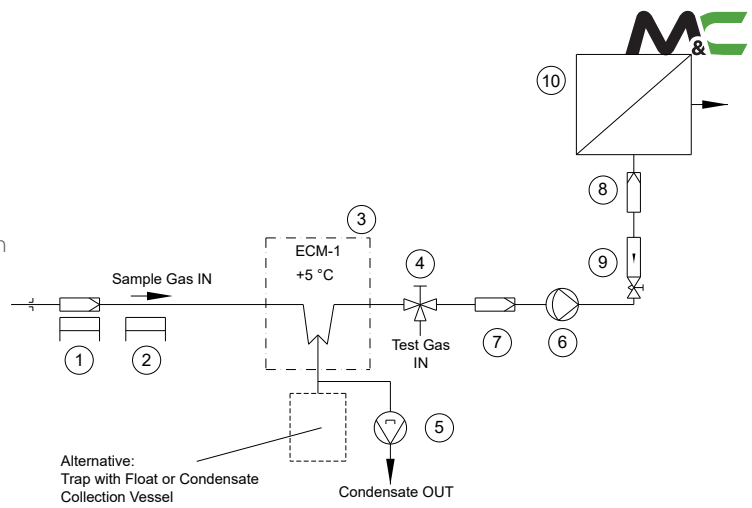 M&C
10
8
n
3
ECM-1
+5 °C
4
9
Sample Gas IN
Test Gas
IN
1
2
7
6
5
Alternative:
Trap with Float or Condensate
Collection Vessel
Condensate OUT